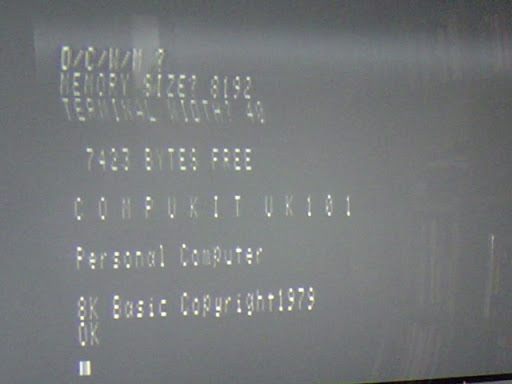 D/C/W/M ?
MEMORY SIZE? 8192
TERMINAL WIDTH? 40
7423 BYTES FREE
C O M P U K I T U K 1 0 1
Personal Computer
8K Basic Copyright1979
OK